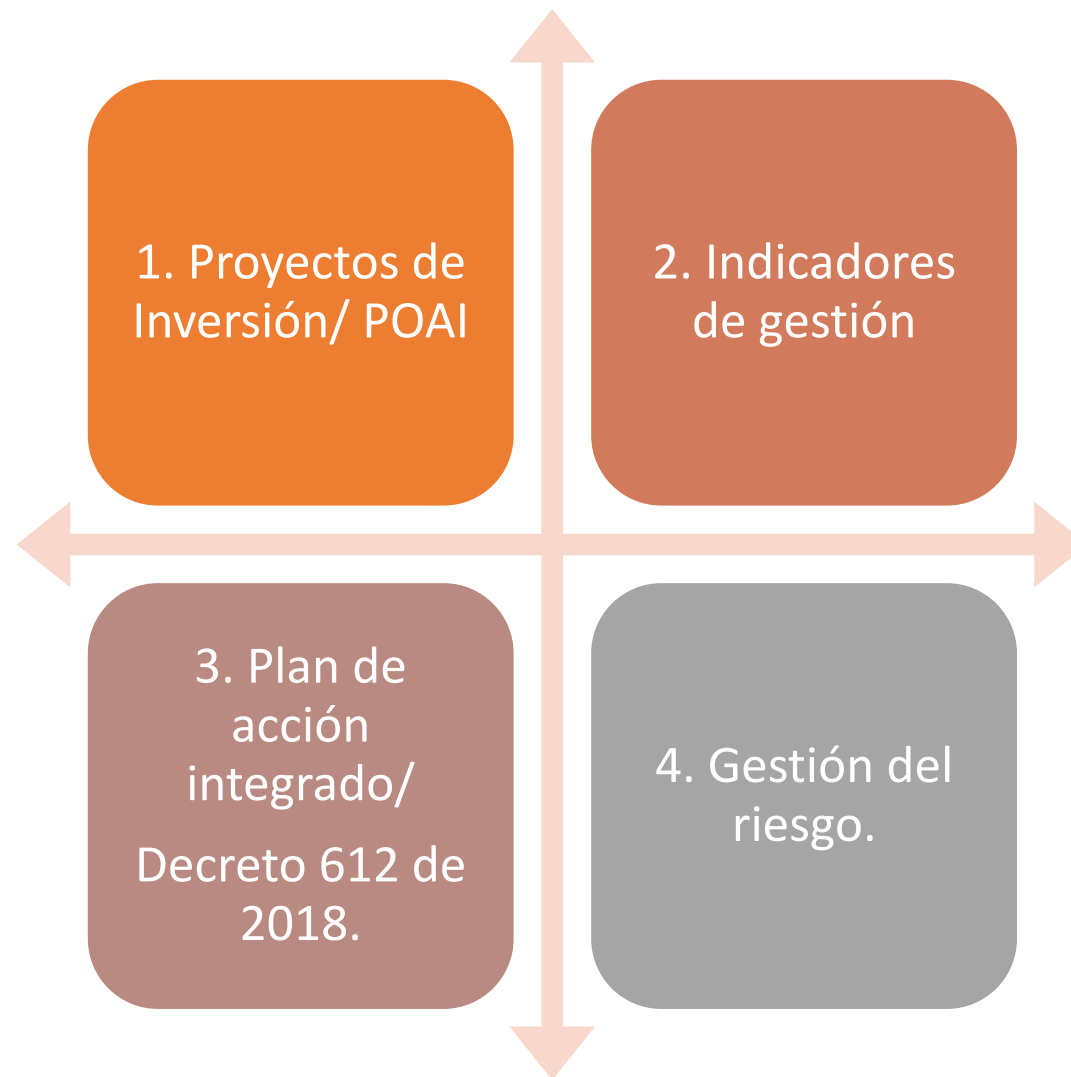 1. Proyectos de
Inversión/ POAI
2. Indicadores
de gestión
3. Plan de
acción
integrado/
Decreto 612 de
2018.
4. Gestión del
riesgo.